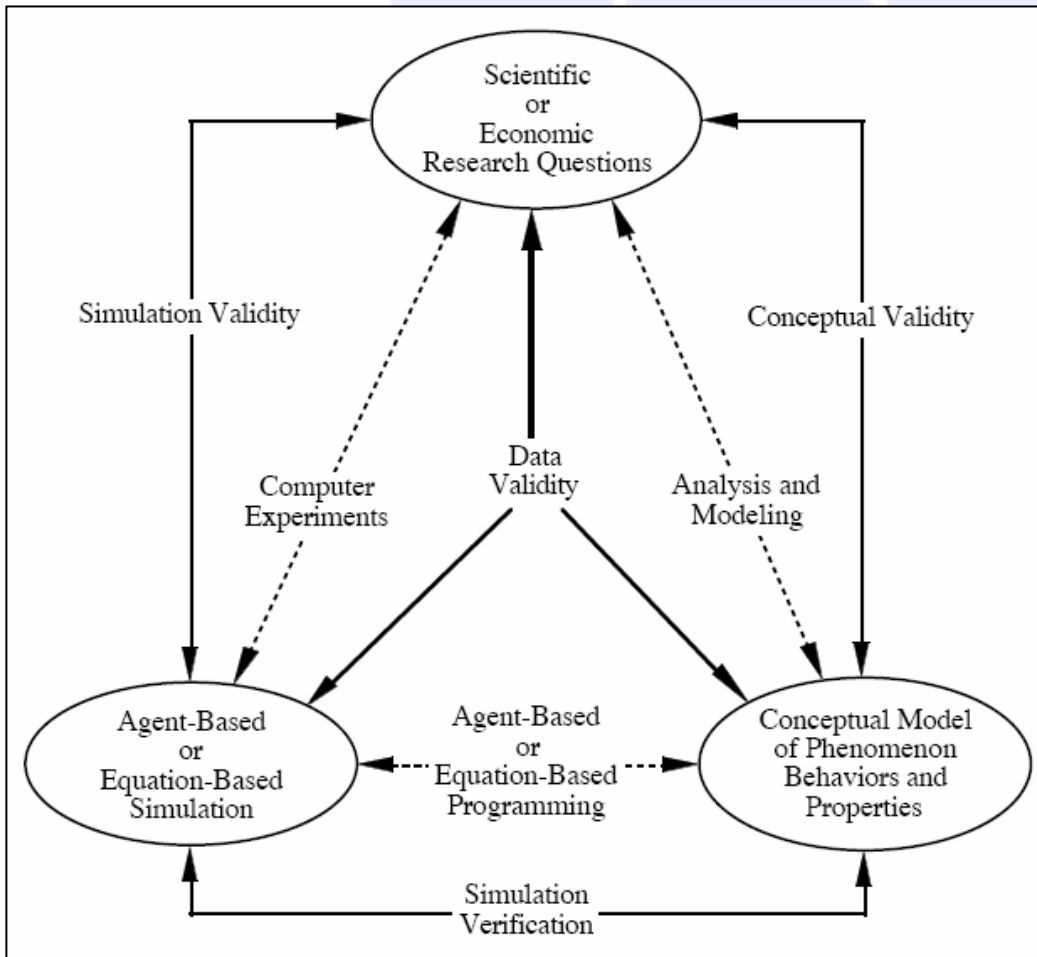 Scientific
or
Economic
Research Questions
Simulation Validity
Conceptual Validity
Data
Validity
Computer
Experiments
Analysis and
Modeling
Agent-Based
or
Equation-Based
Simulation
Agent-Based
or
Equation-Based
Programming
Conceptual Model
of Phenomenon
Behaviors and
Properties
Simulation
Verification